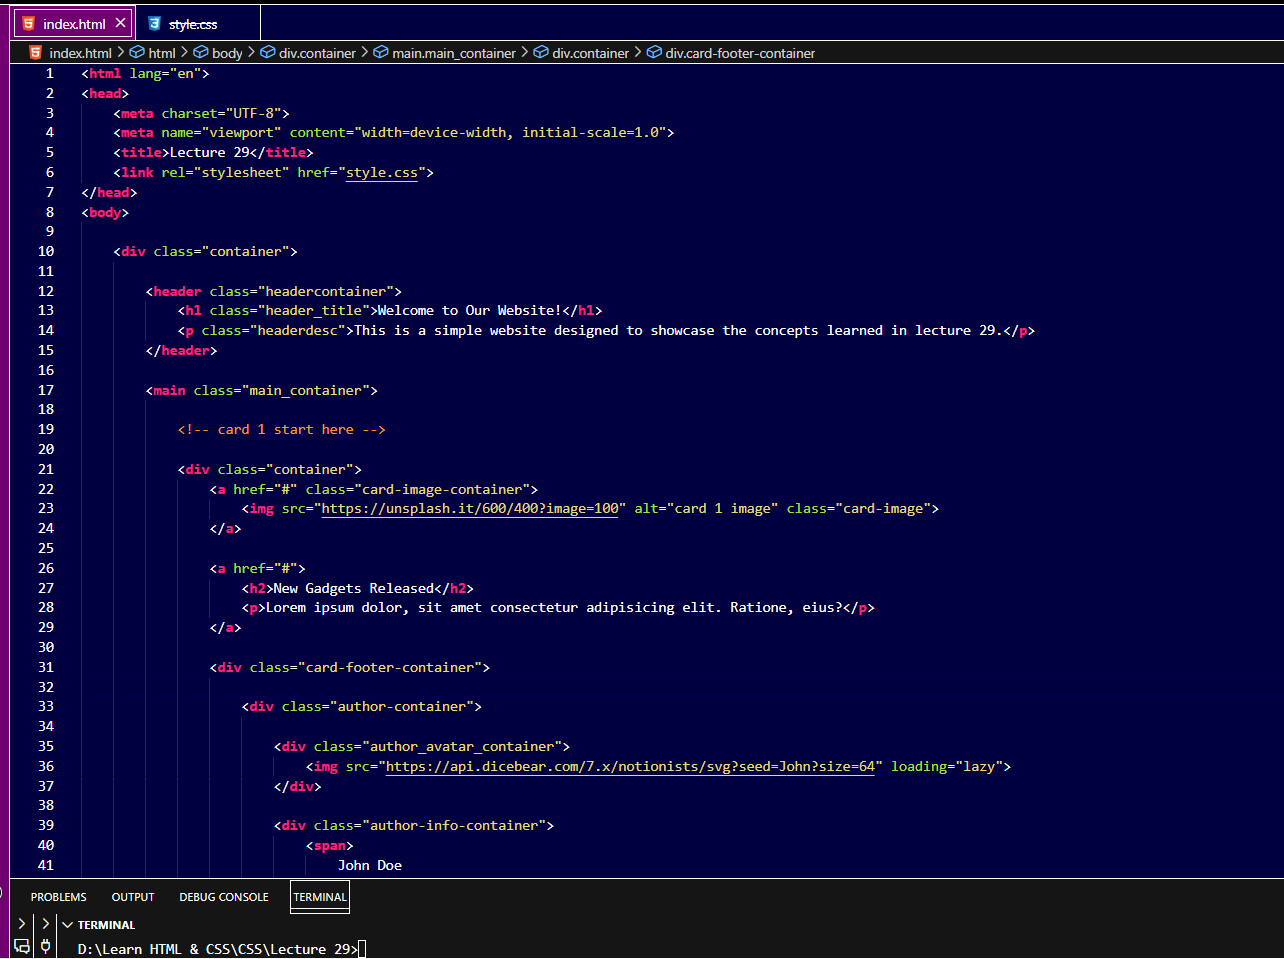 index.html
style.css
index.html > html > body > div.container > main.main_container > div.container > div.card-footer-container
1 <html lang="en">
2 <head>
3 <meta charset="UTF-8">
4 <meta name="viewport" content="width=device-width, initial-scale=1.0">
5 <title>Lecture 29</title>
6 <link rel="stylesheet" href="style.css">
7 </head>
8 <body>
9
10 <div class="container">
11
12 <header class="headercontainer">
13 <h1 class="header_title">Welcome to Our Website!</h1>
14 <p class="headerdesc">This is a simple website designed to showcase the concepts learned in lecture 29.</p>
15 </header>
16
17 <main class="main_container">
18
19 <!-- card 1 start here -->
20
21 <div class="container">
22 <a href="#" class="card-image-container">
23 <img src="https://unsplash.it/600/400?image=100" alt="card 1 image" class="card-image">
24 </a>
25
26 <a href="#">
27 <h2>New Gadgets Released</h2>
28 <p>Lorem ipsum dolor, sit amet consectetur adipisicing elit. Ratione, eius?</p>
29 </a>
30
31 <div class="card-footer-container">
32
33 <div class="author-container">
34
35 <div class="author_avatar_container">
36 <img src="https://api.dicebear.com/7.x/notionists/svg?seed=John?size=64" loading="lazy">
37 </div>
38
39 <div class="author-info-container">
40 <span>
41 John Doe
PROBLEMS OUTPUT DEBUG CONSOLE TERMINAL
TERMINAL
D:\Learn HTML & CSS\CSS\Lecture 29>